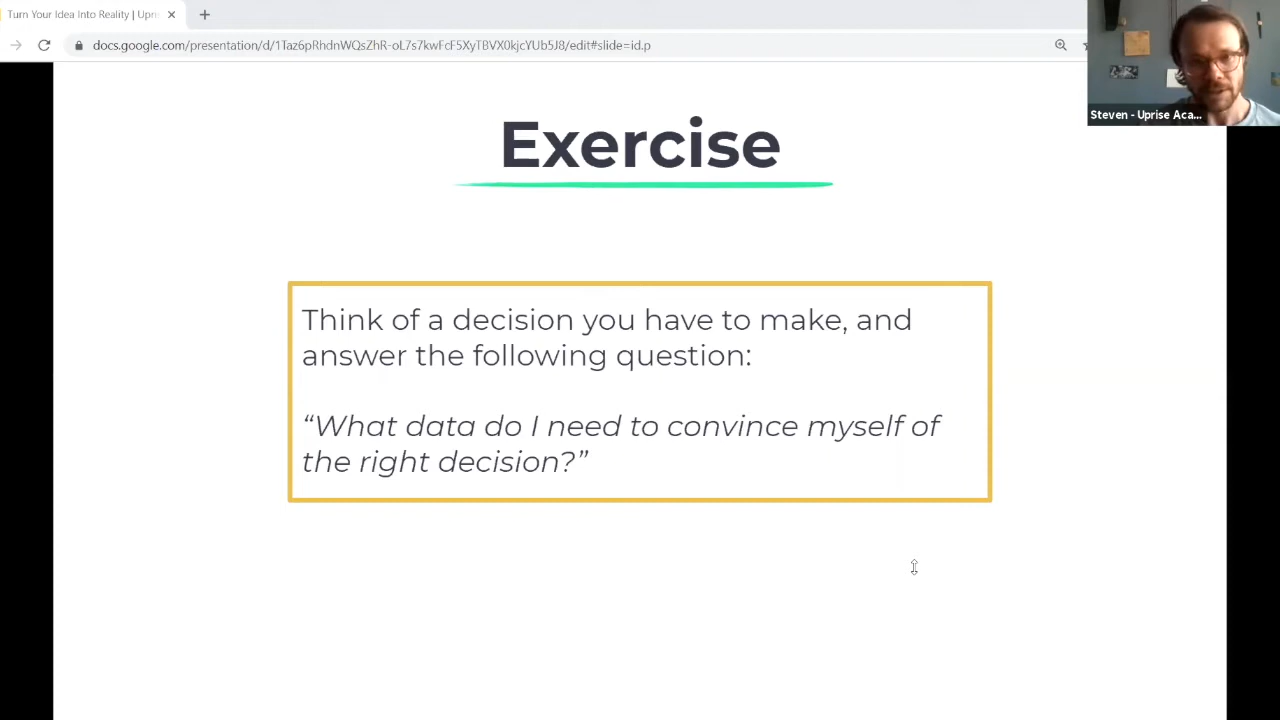 Turn Your Idea Into Reality | Upri
docs.google.com/presentation/d/1Taz6pRhdnWQsZhR-oL7s7kwFcF5XyTBVX0kjcYUb5J8/edit#slide=id.p
Steven - Uprise Aca...
Exercise
Think of a decision you have to make, and
answer the following question:
“What data do I need to convince myself of
the right decision?”